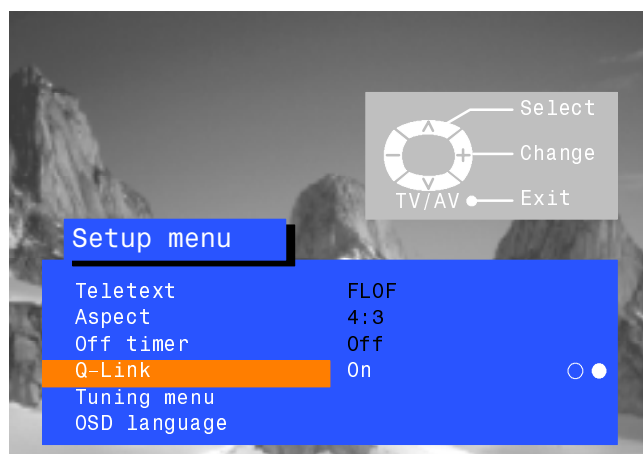 Select
Change
TV/AV Exit
Setup menu
Teletext FLOF
Aspect 4:3
Off timer Off
Q-Link On
Tuning menu
OSD language